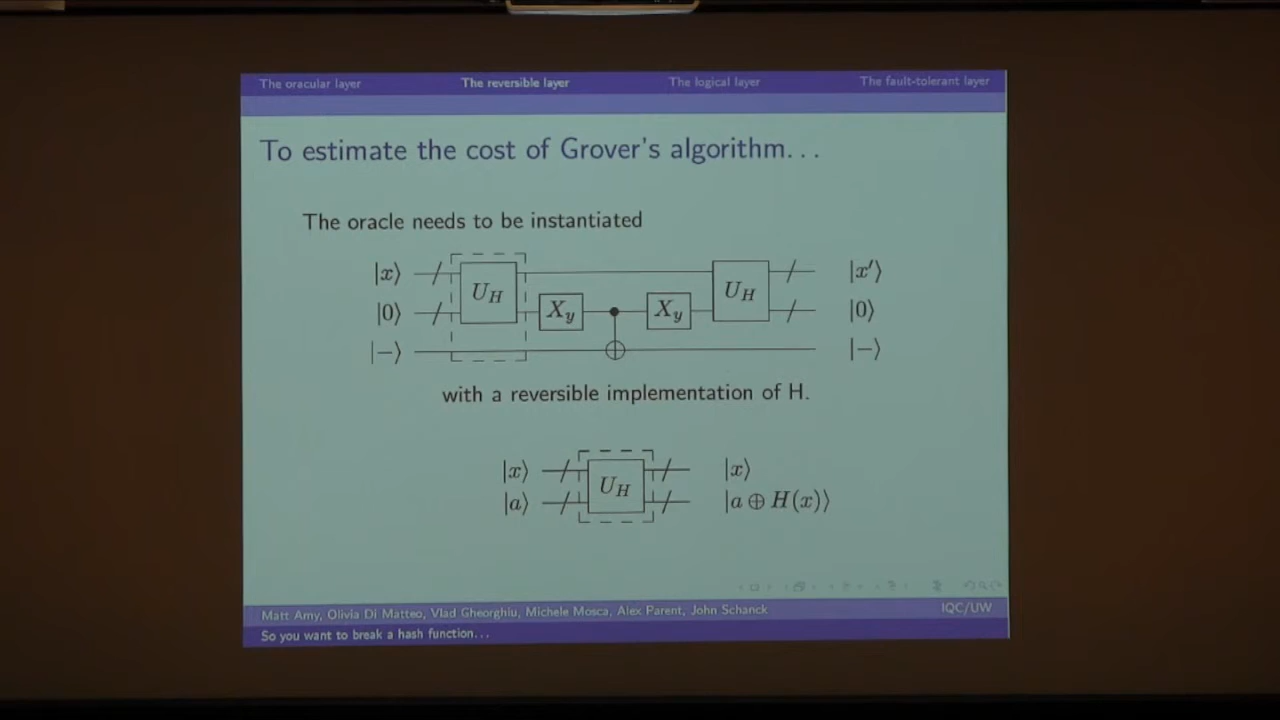 The oracular layer The reversible layer The logical layer The fault-tolerant layer
To estimate the cost of Grover's algorithm...
The oracle needs to be instantiated
|x⟩ U_H U_H |x′⟩
|0⟩ X_y X_y |0⟩
|−⟩ |−⟩
with a reversible implementation of H.
|x⟩ U_H |x⟩
|a⟩ |a ⊕ H(x)⟩
Matt Amy, Olivia Di Matteo, Vlad Gheorghiu, Michele Mosca, Alex Parent, John Schanck IQC/UW
So you want to break a hash function...